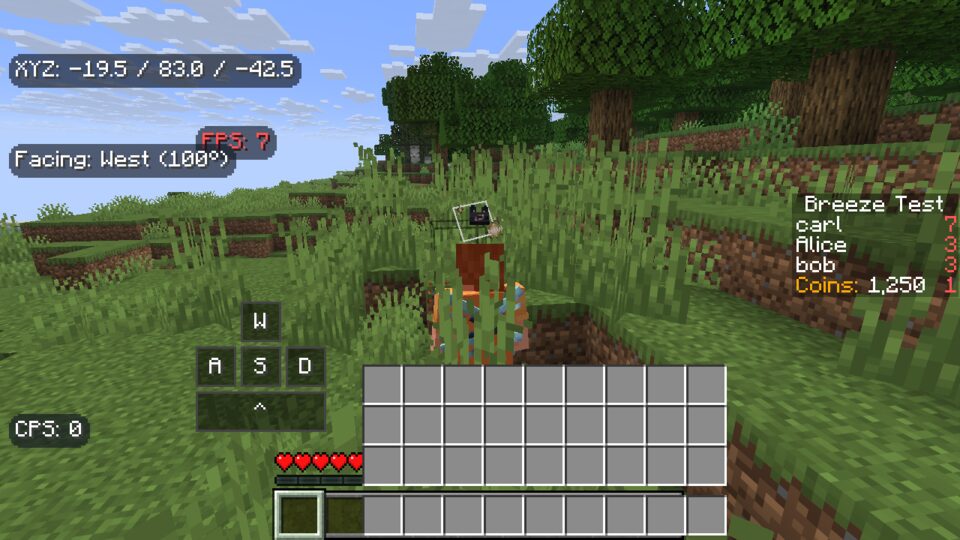 XYZ: -19.5 / 83.0 / -42.5
FPS: 7
Facing: West (100°)
Breeze Test
carl 7
Alice 3
bob 3
Coins: 1,250 1
W
A S D
^
CPS: 0